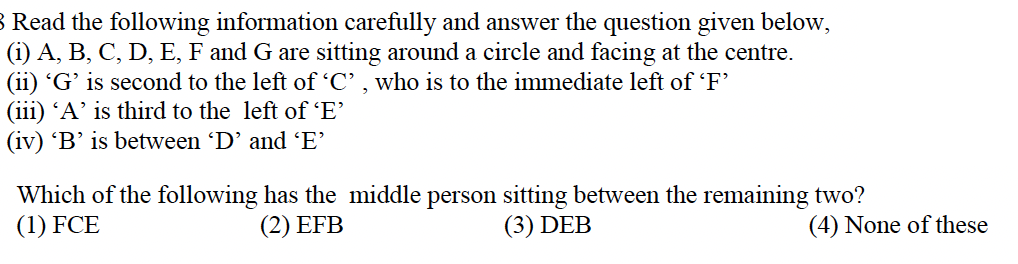 8 Read the following information carefully and answer the question given below,
(i) A, B, C, D, E, F and G are sitting around a circle and facing at the centre.
(ii) ‘G’ is second to the left of ‘C’ , who is to the immediate left of ‘F’
(iii) ‘A’ is third to the left of ‘E’
(iv) ‘B’ is between ‘D’ and ‘E’
Which of the following has the middle person sitting between the remaining two?
(1) FCE (2) EFB (3) DEB (4) None of these